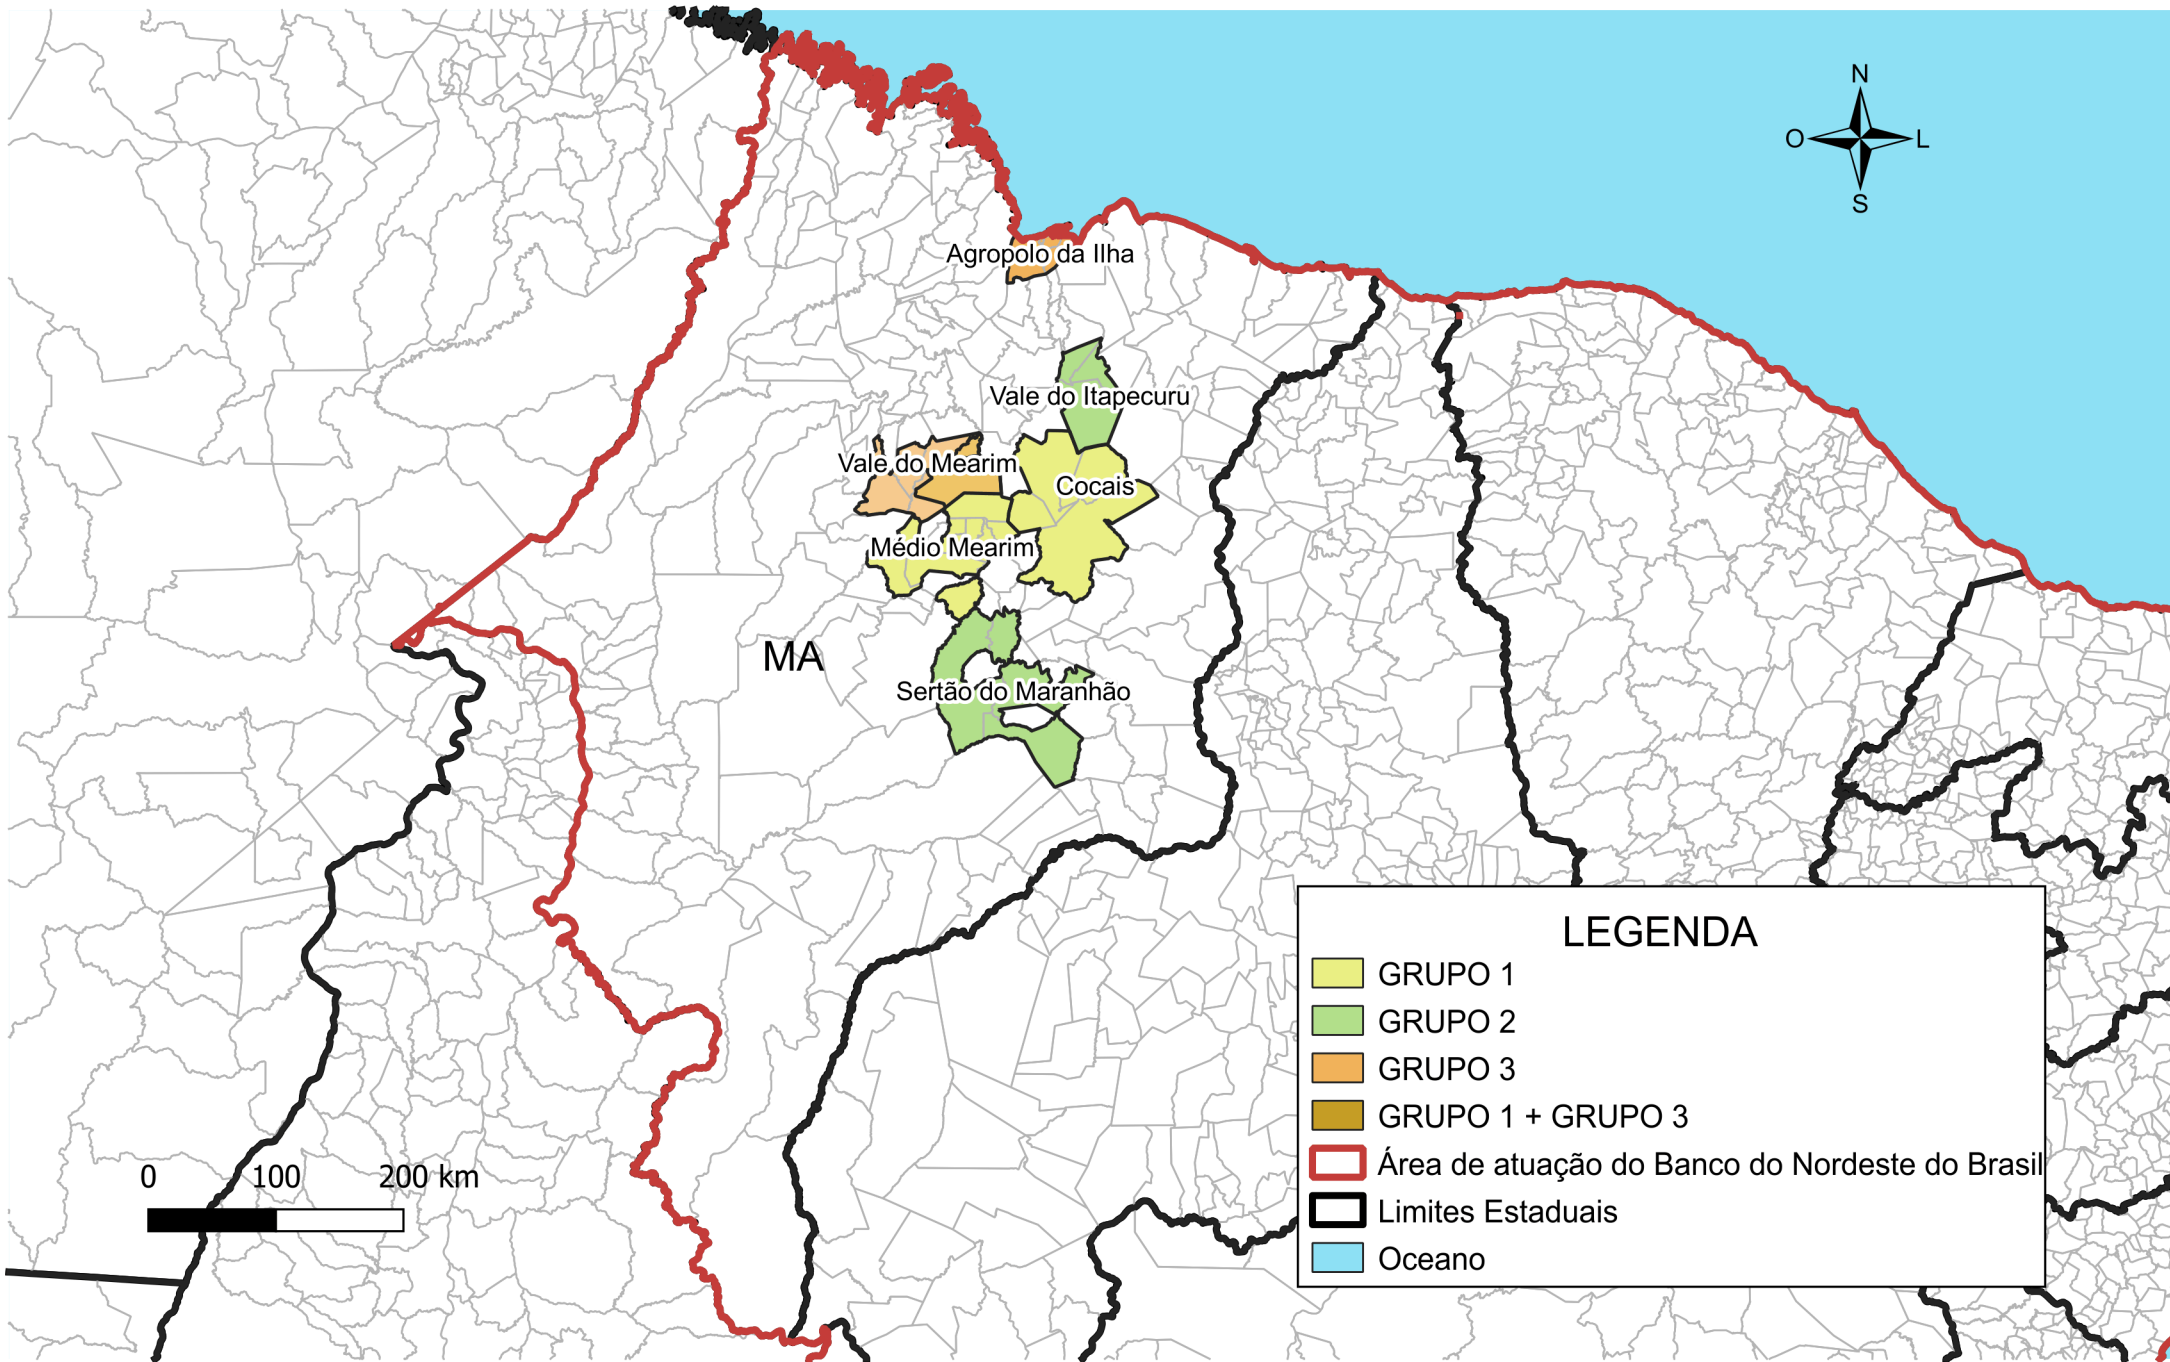 N
O
L
S
Agropolo da Ilha
Vale do Itapecuru
Vale do Mearim
Cocais
Médio Mearim
MA
Sertão do Maranhão
LEGENDA
GRUPO 1
GRUPO 2
GRUPO 3
GRUPO 1 + GRUPO 3
Área de atuação do Banco do Nordeste do Brasil
Limites Estaduais
Oceano
0 100 200 km